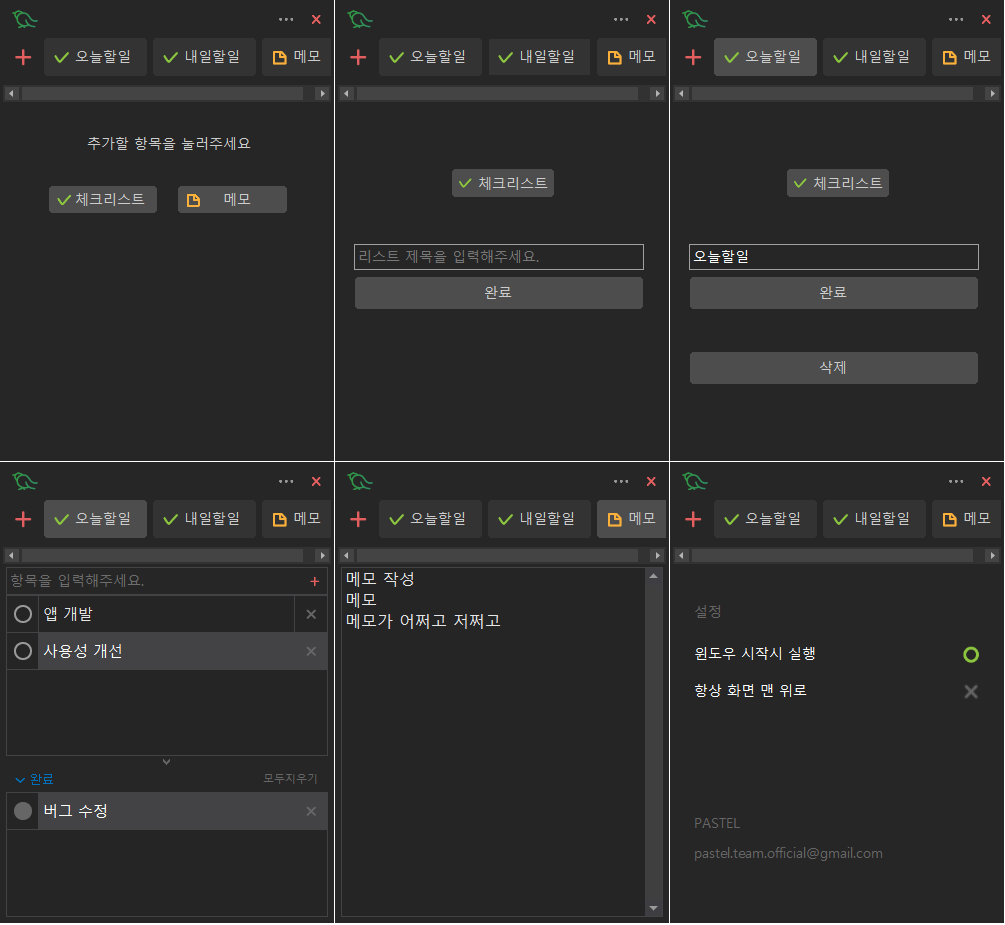 오늘할일 내일할일 메모
추가할 항목을 눌러주세요
체크리스트 메모
오늘할일 내일할일 메모
체크리스트
리스트 제목을 입력해주세요.
완료
오늘할일 내일할일 메모
체크리스트
오늘할일
완료
삭제
오늘할일 내일할일 메모
항목을 입력해주세요.
앱 개발
사용성 개선
완료 모두지우기
버그 수정
오늘할일 내일할일 메모
메모 작성
메모
메모가 어쩌고 저쩌고
오늘할일 내일할일 메모
설정
윈도우 시작시 실행
항상 화면 맨 위로
PASTEL
pastel.team.official@gmail.com